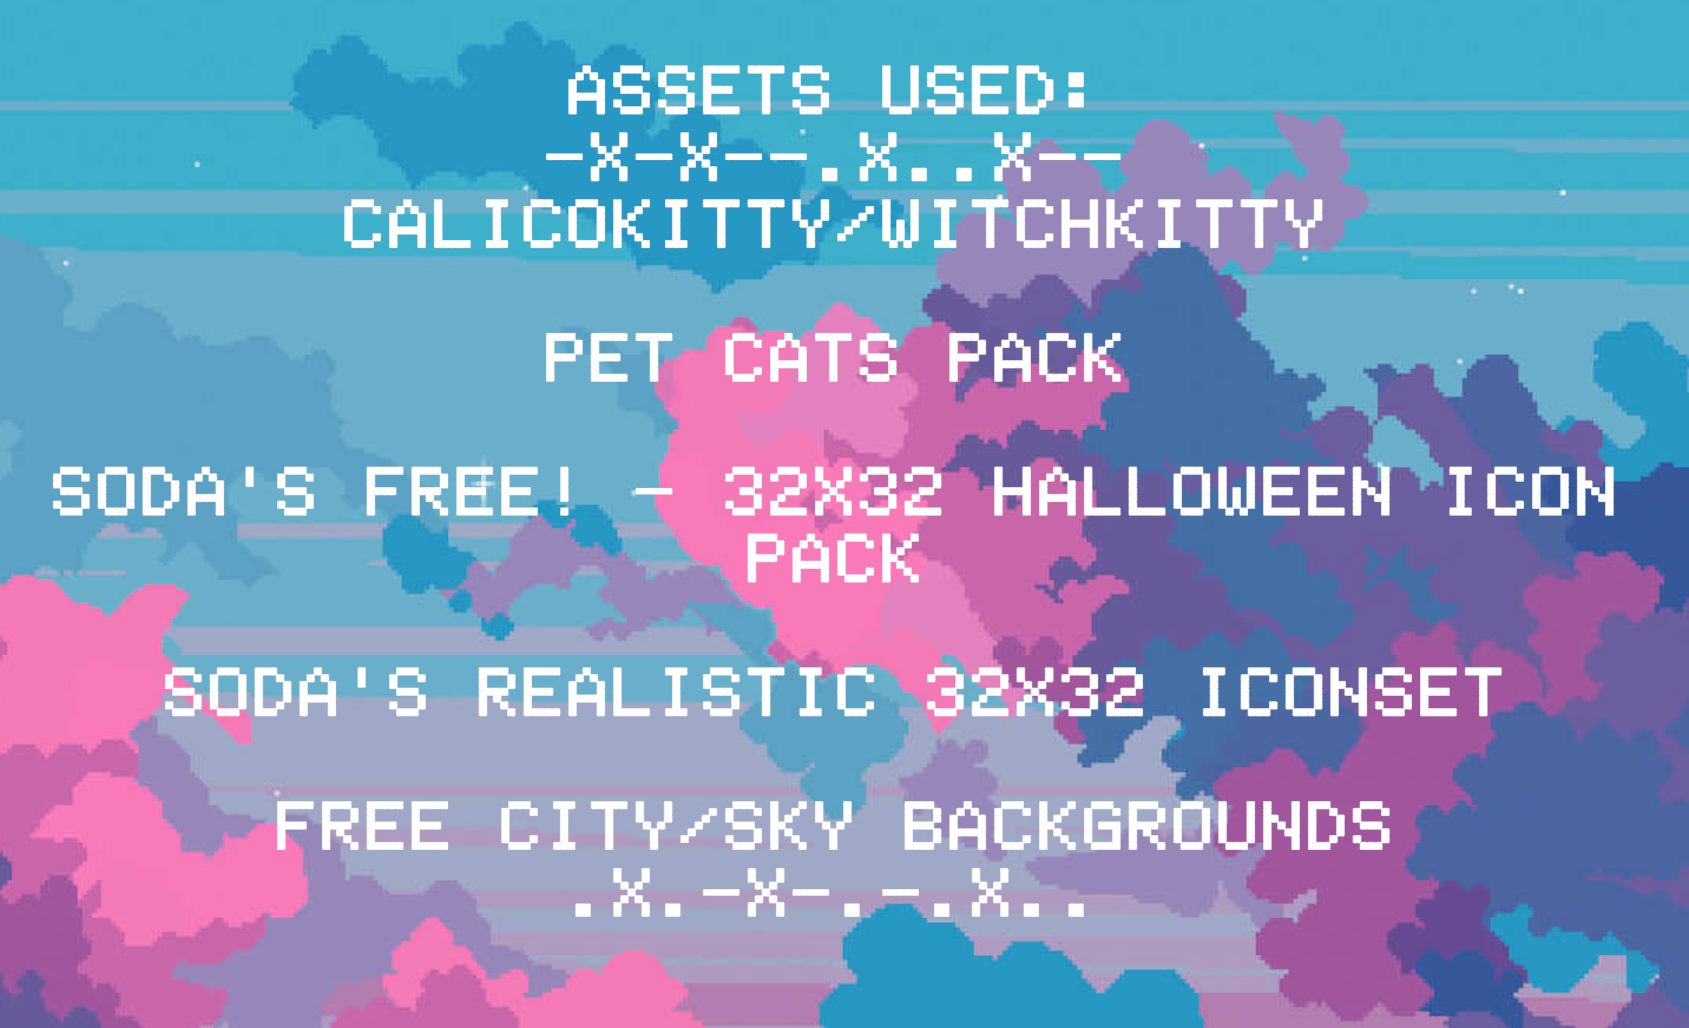 ASSETS USED:
-X-X--.X..X--
CALICOKITTY/WITCHKITTY
PET CATS PACK
SODA'S FREE! - 32X32 HALLOWEEN ICON
PACK
SODA'S REALISTIC 32X32 ICONSET
FREE CITY/SKY BACKGROUNDS
.X.-X-.-.X..